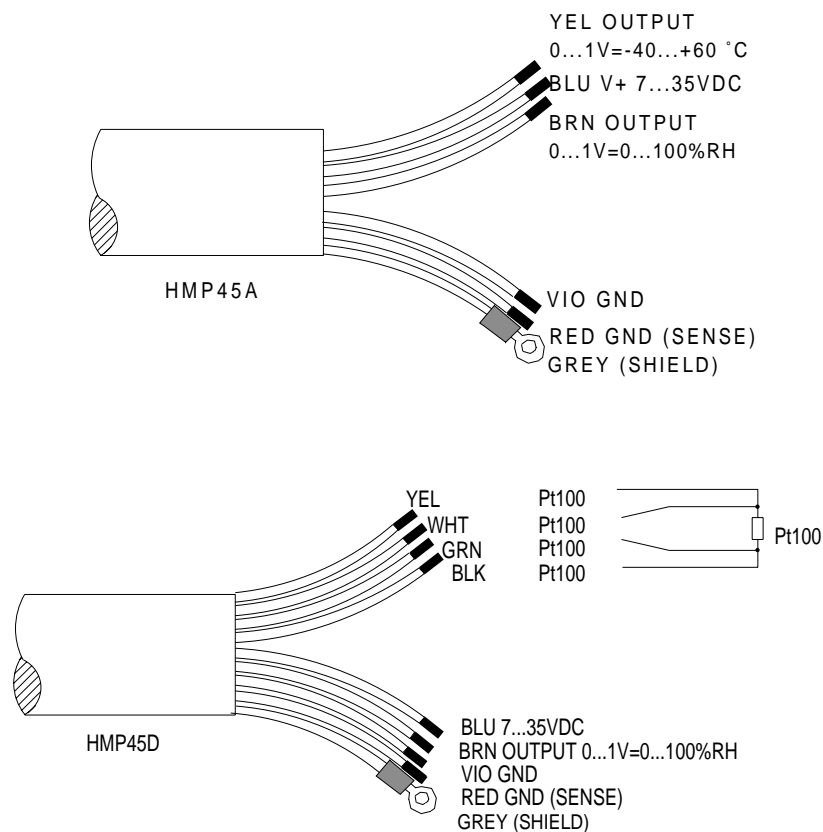 YEL OUTPUT
0...1V=-40...+60 °C
BLU V+ 7...35VDC
BRN OUTPUT
0...1V=0...100%RH
HMP45A
VIO GND
RED GND (SENSE)
GREY (SHIELD)
YEL Pt100
WHT Pt100
GRN Pt100
BLK Pt100
Pt100
HMP45D
BLU 7...35VDC
BRN OUTPUT 0...1V=0...100%RH
VIO GND
RED GND (SENSE)
GREY (SHIELD)